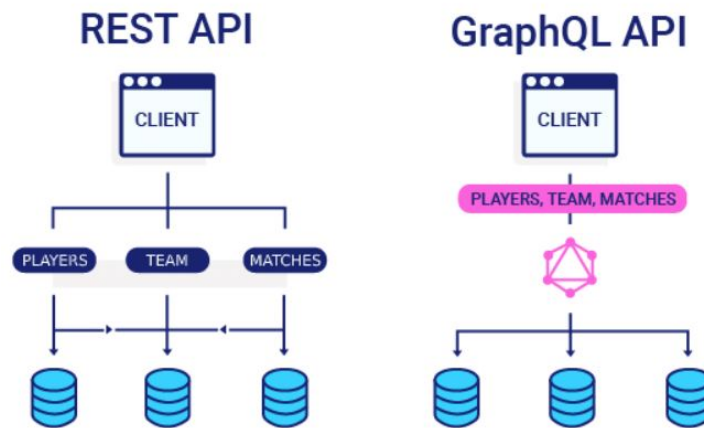 REST API
CLIENT
PLAYERS
TEAM
MATCHES
GraphQL API
CLIENT
PLAYERS, TEAM, MATCHES